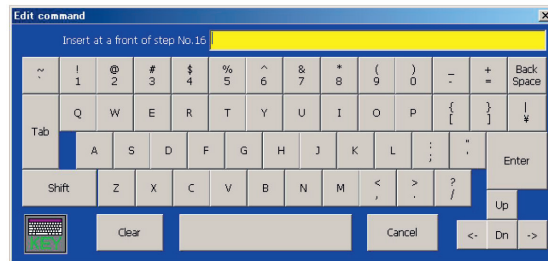 Edit command x
Insert at a front of step No.16
~ ! @ # $ % ^ & * ( ) _ + Back
` 1 2 3 4 5 6 7 8 9 0 - = Space
Tab Q W E R T Y U I O P { [ } ] | ¥
A S D F G H J K L : ; " ' Enter
Shift Z X C V B N M < , > . ? /
Up
KEY Clear Cancel <- Dn ->